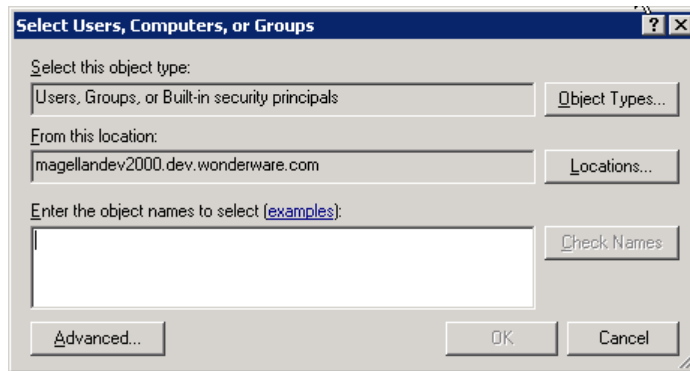 Select Users, Computers, or Groups
Select this object type:
Users, Groups, or Built-in security principals
Object Types...
From this location:
magellandev2000.dev.wonderware.com
Locations...
Enter the object names to select (examples):
Check Names
Advanced...
OK
Cancel